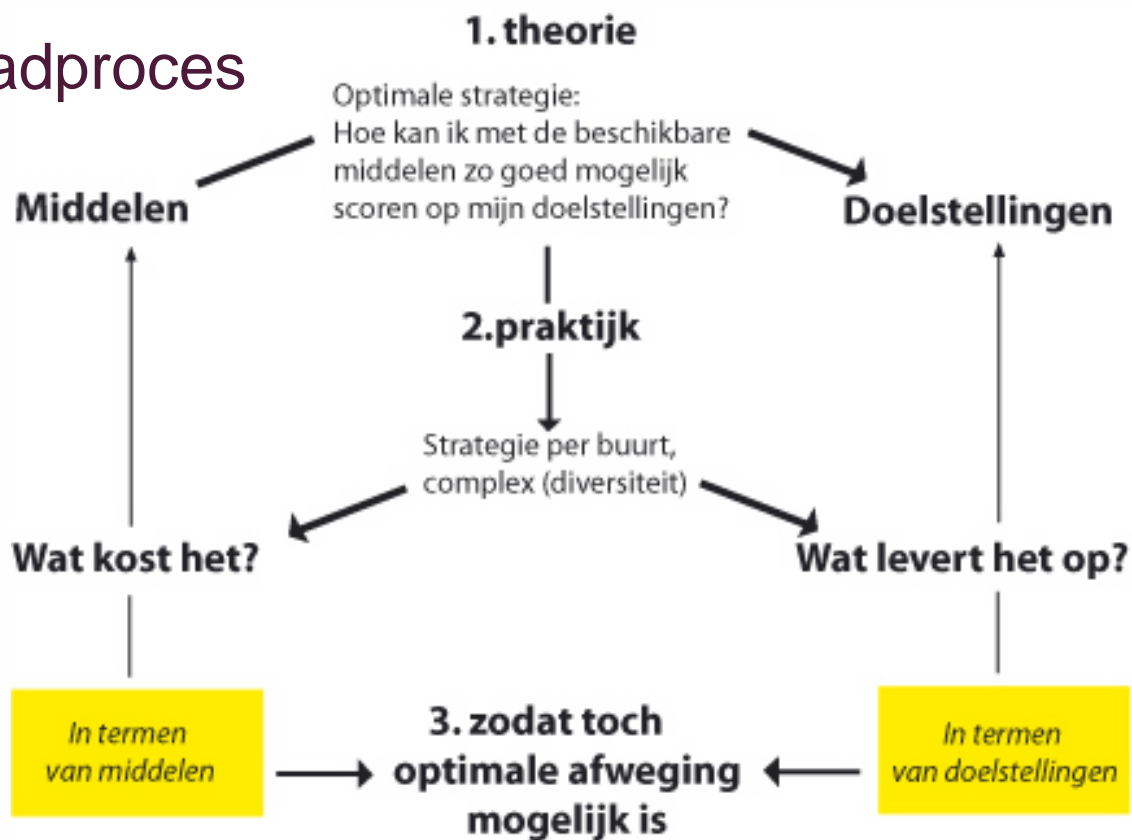 1. theorie
adproces
Optimale strategie:
Hoe kan ik met de beschikbare
middelen zo goed mogelijk
scoren op mijn doelstellingen?
Middelen
Doelstellingen
2.praktijk
Strategie per buurt,
complex (diversiteit)
Wat kost het?
Wat levert het op?
In termen
van middelen
3. zodat toch
optimale afweging
mogelijk is
In termen
van doelstellingen